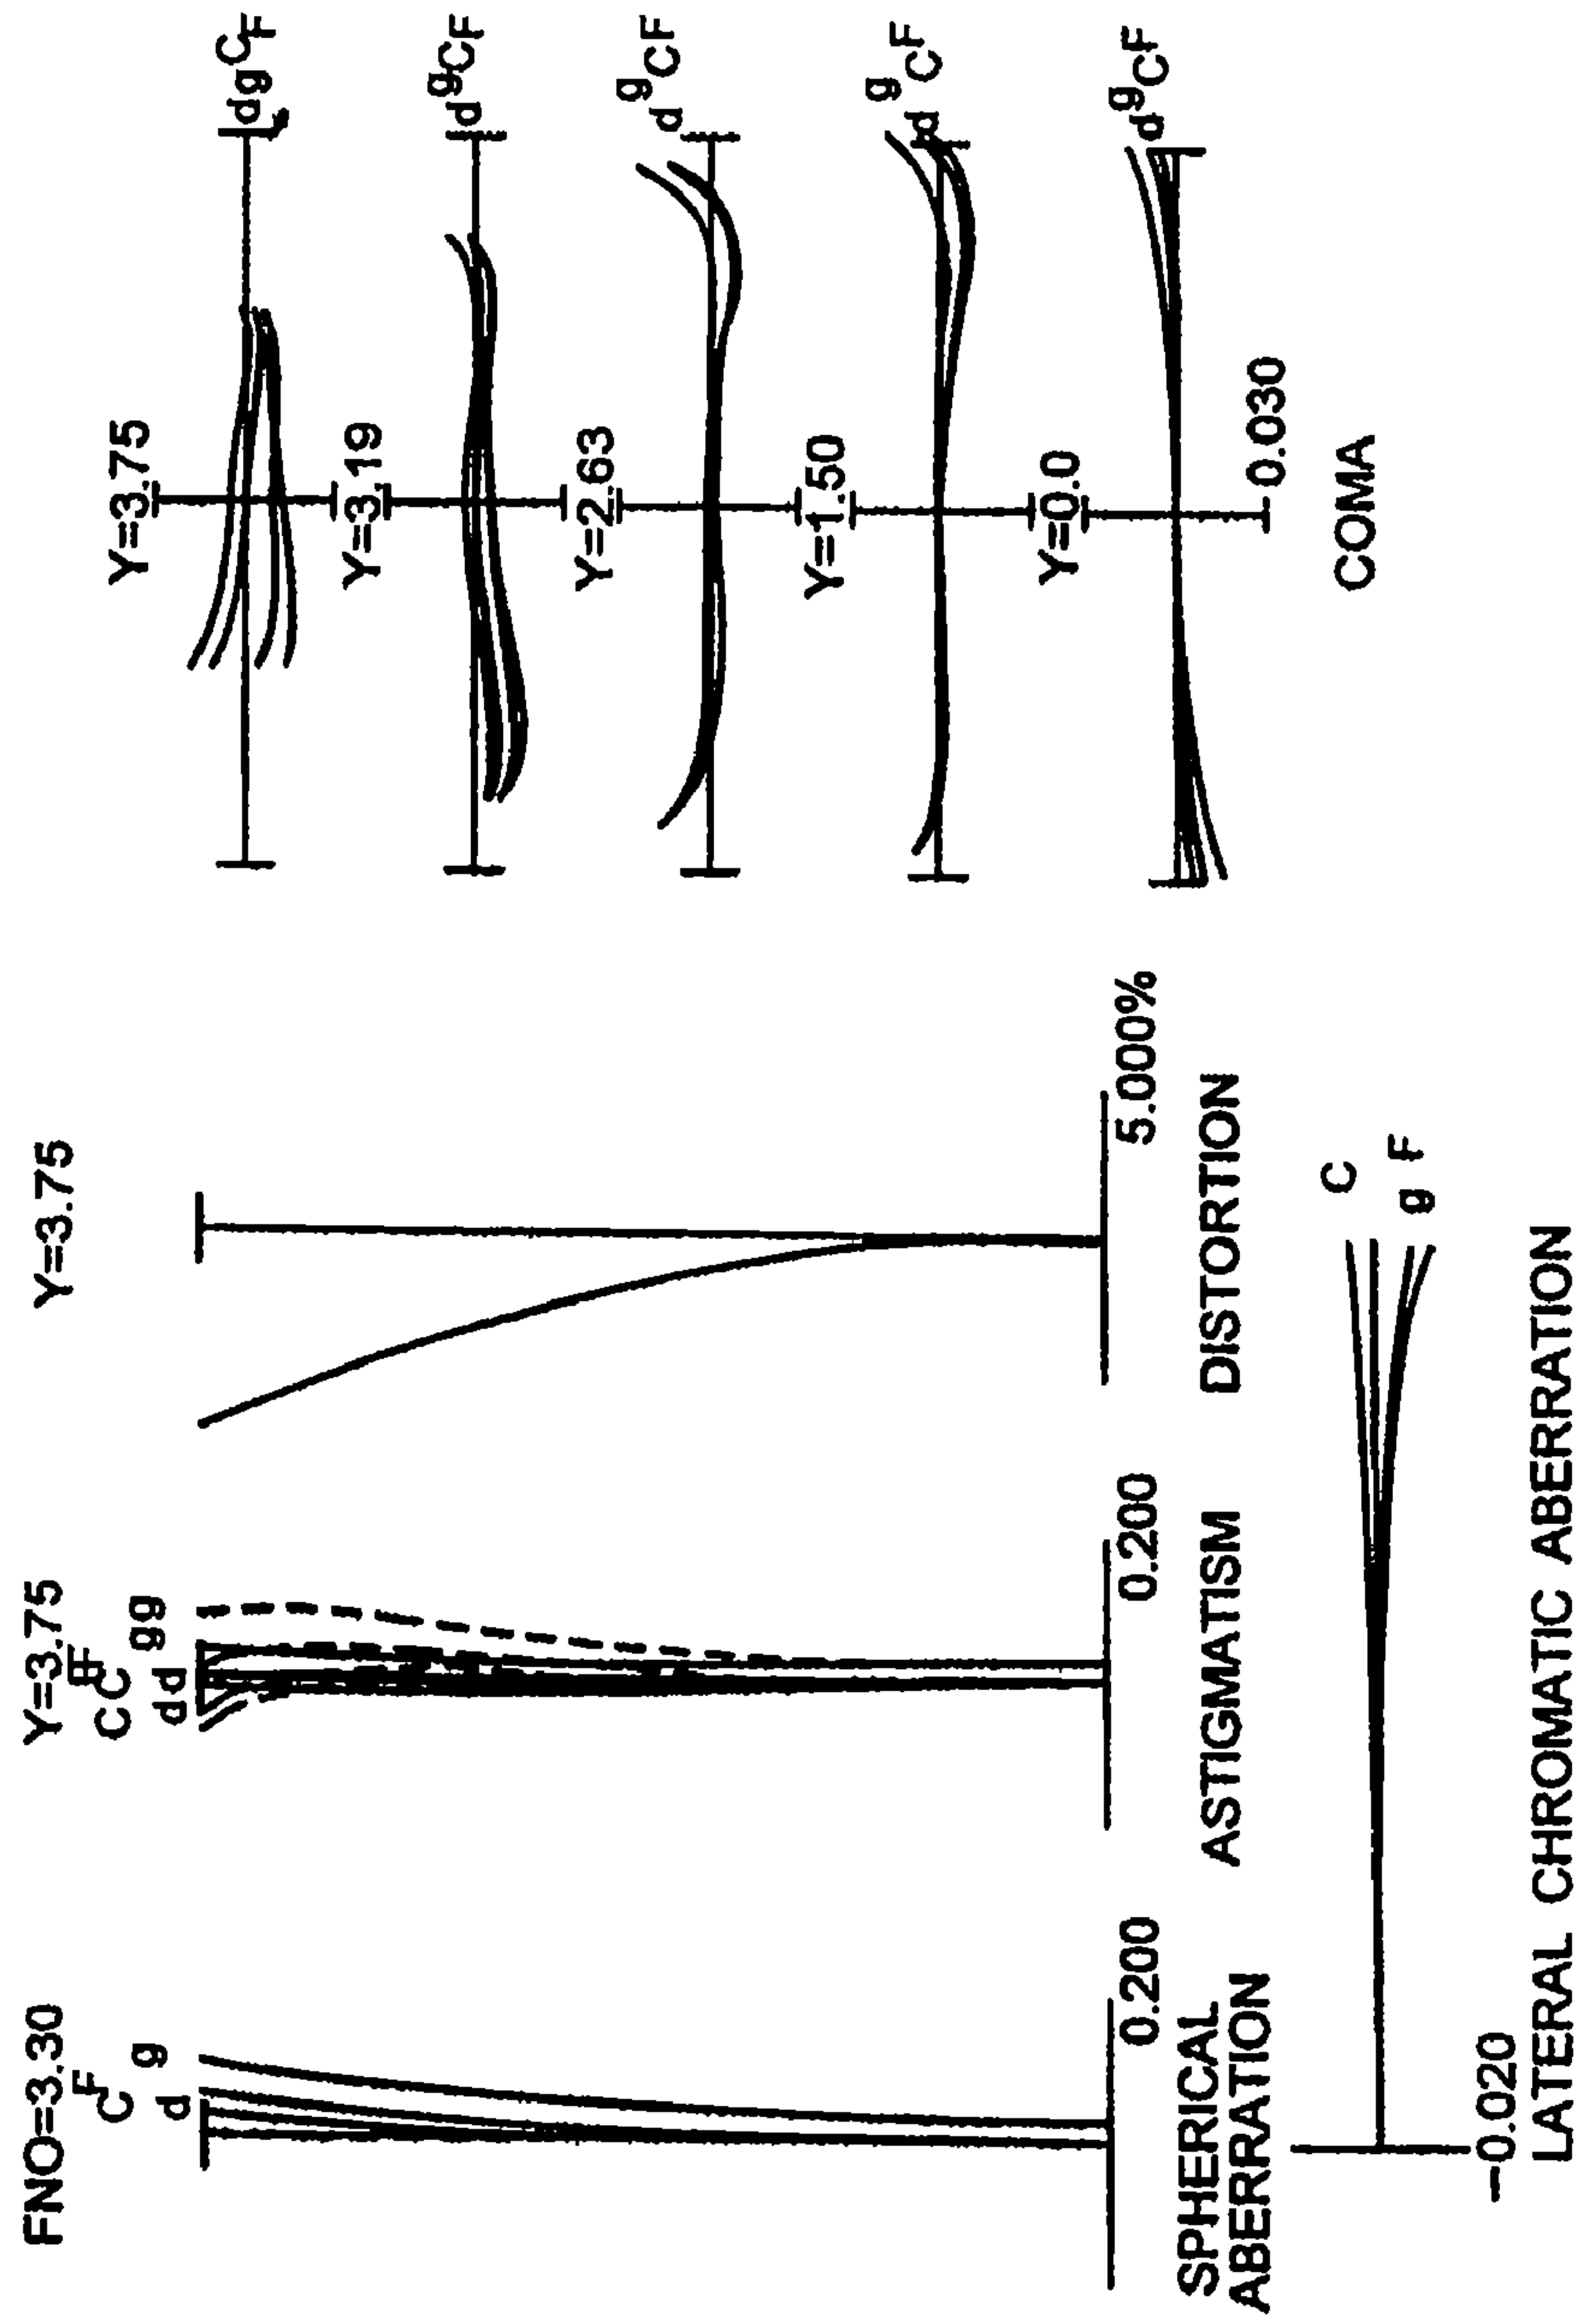 FNO=3.30
F
C
g
d
Y=3.75
C C
gg
d d
Y=3.75
Y=3.75
C
F
d g
Y=3.19
g C F
d
Y=2.63
g
C F
d
Y=1.50
g
C F
d
Y=0.0
g C F
d
0.200
SPHERICAL
ABERRATION
0.200
ASTIGMATISM
5.000%
DISTORTION
0.030
COMA
C
F
g
−0.020
LATERAL CHROMATIC ABERRATION